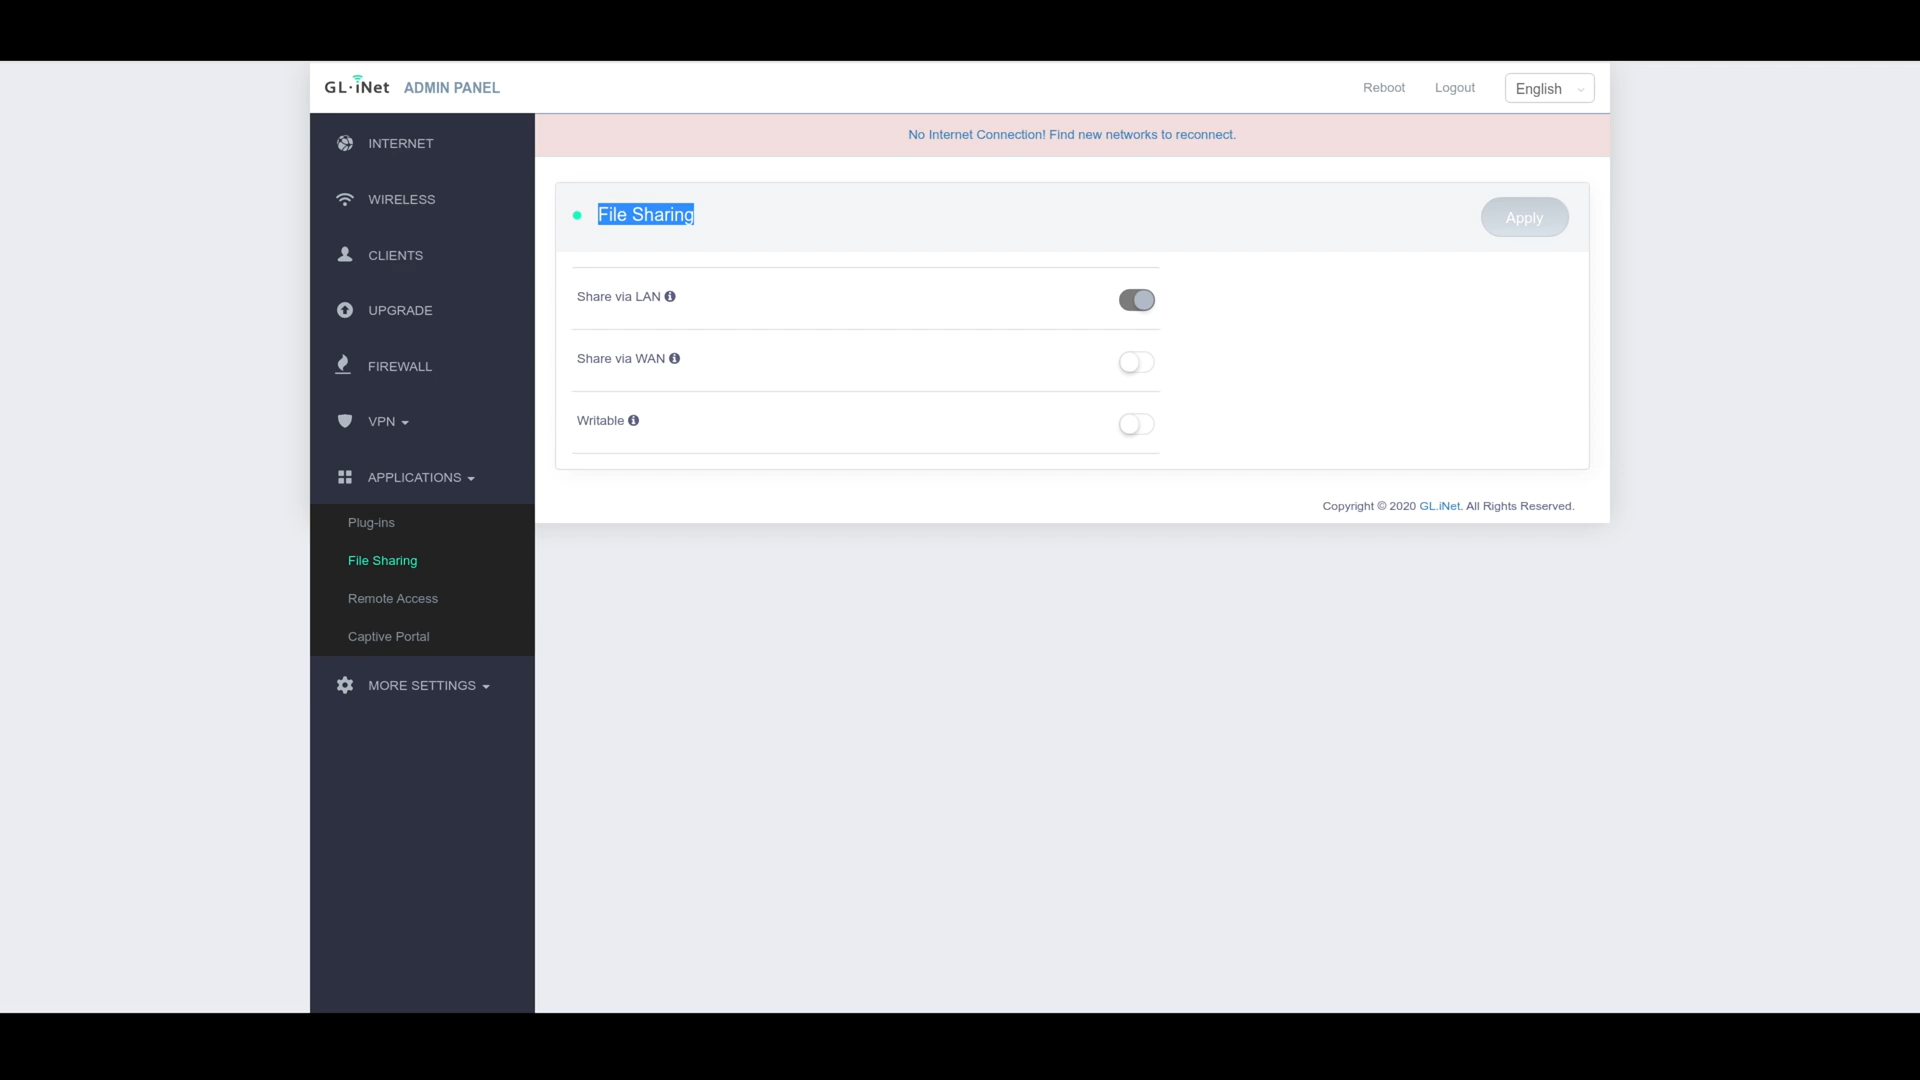 GL·iNet ADMIN PANEL
Reboot
Logout
English
INTERNET
WIRELESS
CLIENTS
UPGRADE
FIREWALL
VPN
APPLICATIONS
Plug-ins
File Sharing
Remote Access
Captive Portal
MORE SETTINGS
No Internet Connection! Find new networks to reconnect.
File Sharing
Apply
Share via LAN
Share via WAN
Writable
Copyright © 2020 GL.iNet. All Rights Reserved.